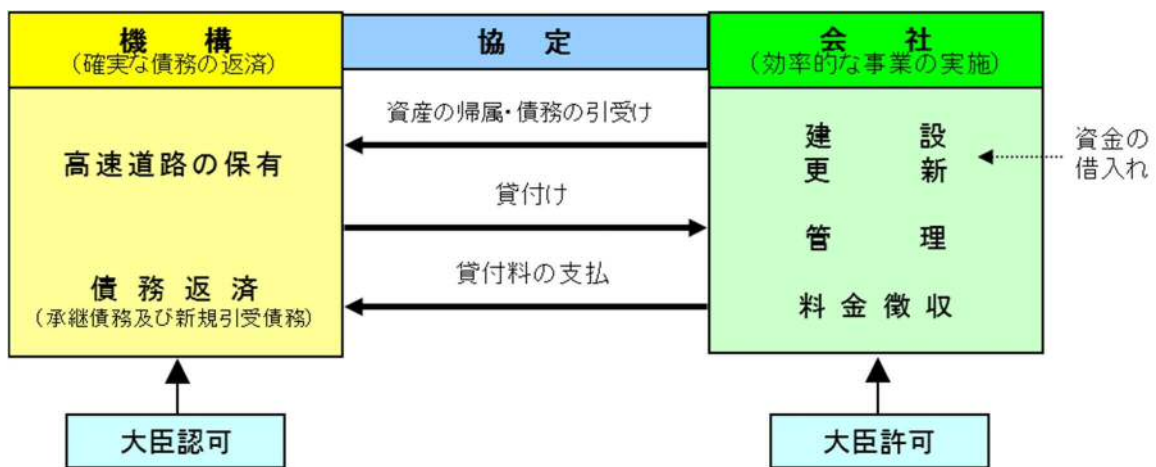 機 構
(確実な債務の返済)
協 定
会 社
(効率的な事業の実施)
資産の帰属・債務の引受け
高速道路の保有
貸付け
建 設
更 新
資金の
借入れ
管 理
貸付料の支払
債務返済
(承継債務及び新規引受債務)
料金徴収
大臣認可
大臣許可